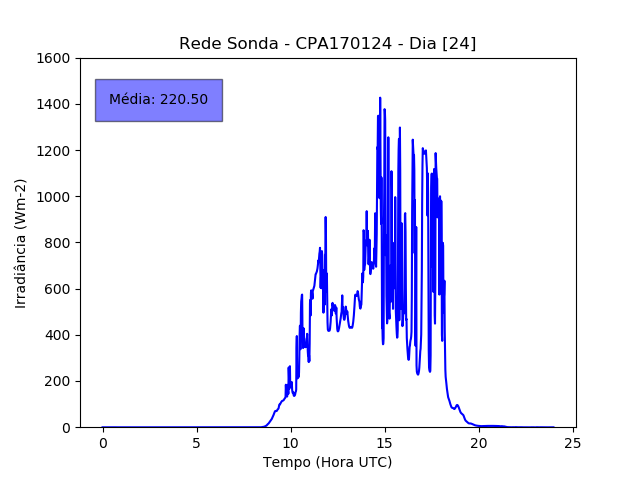 Rede Sonda - CPA170124 - Dia [24]
Média: 220.50
Irradiância (Wm-2)
1600
1400
1200
1000
800
600
400
200
0
0 5 10 15 20 25
Tempo (Hora UTC)